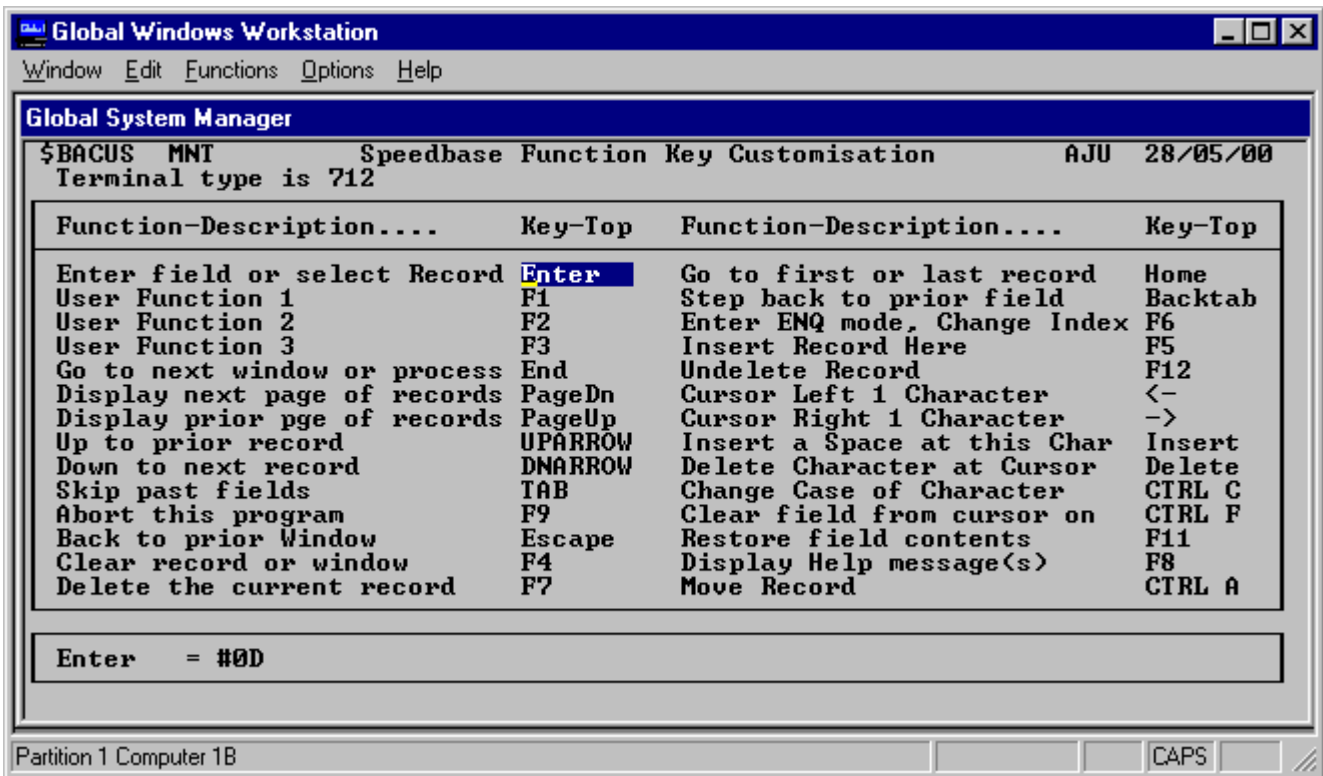 Global Windows Workstation
Window Edit Functions Options Help
Global System Manager
$BACUS MNT Speedbase Function Key Customisation AJU 28/05/00
Terminal type is 712
Function-Description.... Key-Top Function-Description.... Key-Top
Enter field or select Record Enter Go to first or last record Home
User Function 1 F1 Step back to prior field Backtab
User Function 2 F2 Enter ENQ mode, Change Index F6
User Function 3 F3 Insert Record Here F5
Go to next window or process End Undelete Record F12
Display next page of records PageDn Cursor Left 1 Character <-
Display prior pge of records PageUp Cursor Right 1 Character ->
Up to prior record UPARROW Insert a Space at this Char Insert
Down to next record DNARROW Delete Character at Cursor Delete
Skip past fields TAB Change Case of Character CTRL C
Abort this program F9 Clear field from cursor on CTRL F
Back to prior Window Escape Restore field contents F11
Clear record or window F4 Display Help message(s) F8
Delete the current record F7 Move Record CTRL A
Enter = #0D
Partition 1 Computer 1B CAPS